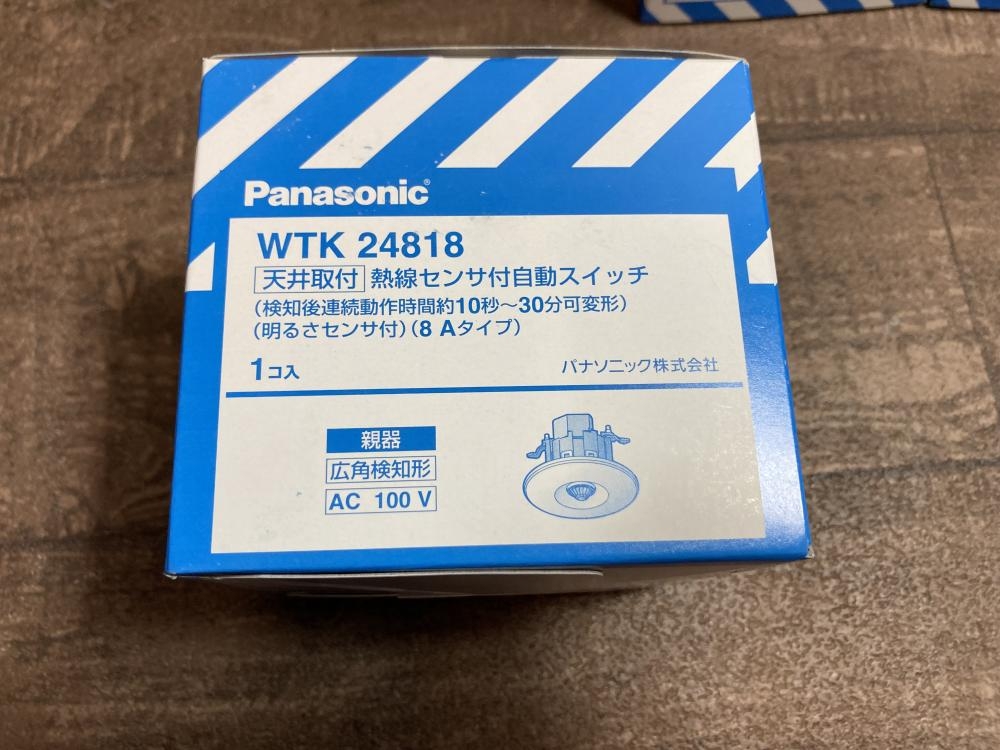 Panasonic®
WTK 24818
天井取付 熱線センサ付自動スイッチ
(検知後連続動作時間約10秒〜30分可変形)
(明るさセンサ付)(8 Aタイプ)
1コ入 パナソニック株式会社
親器
広角検知形
AC 100 V